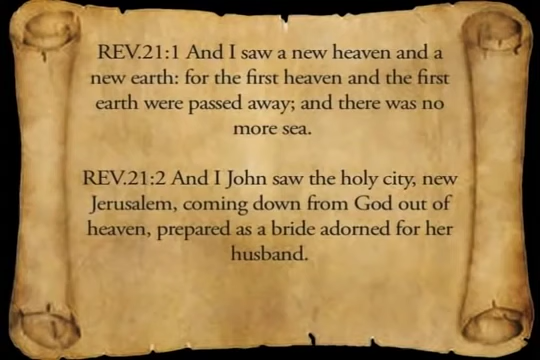 REV.21:1 And I saw a new heaven and a
new earth: for the first heaven and the first
earth were passed away; and there was no
more sea.
REV.21:2 And I John saw the holy city, new
Jerusalem, coming down from God out of
heaven, prepared as a bride adorned for her
husband.